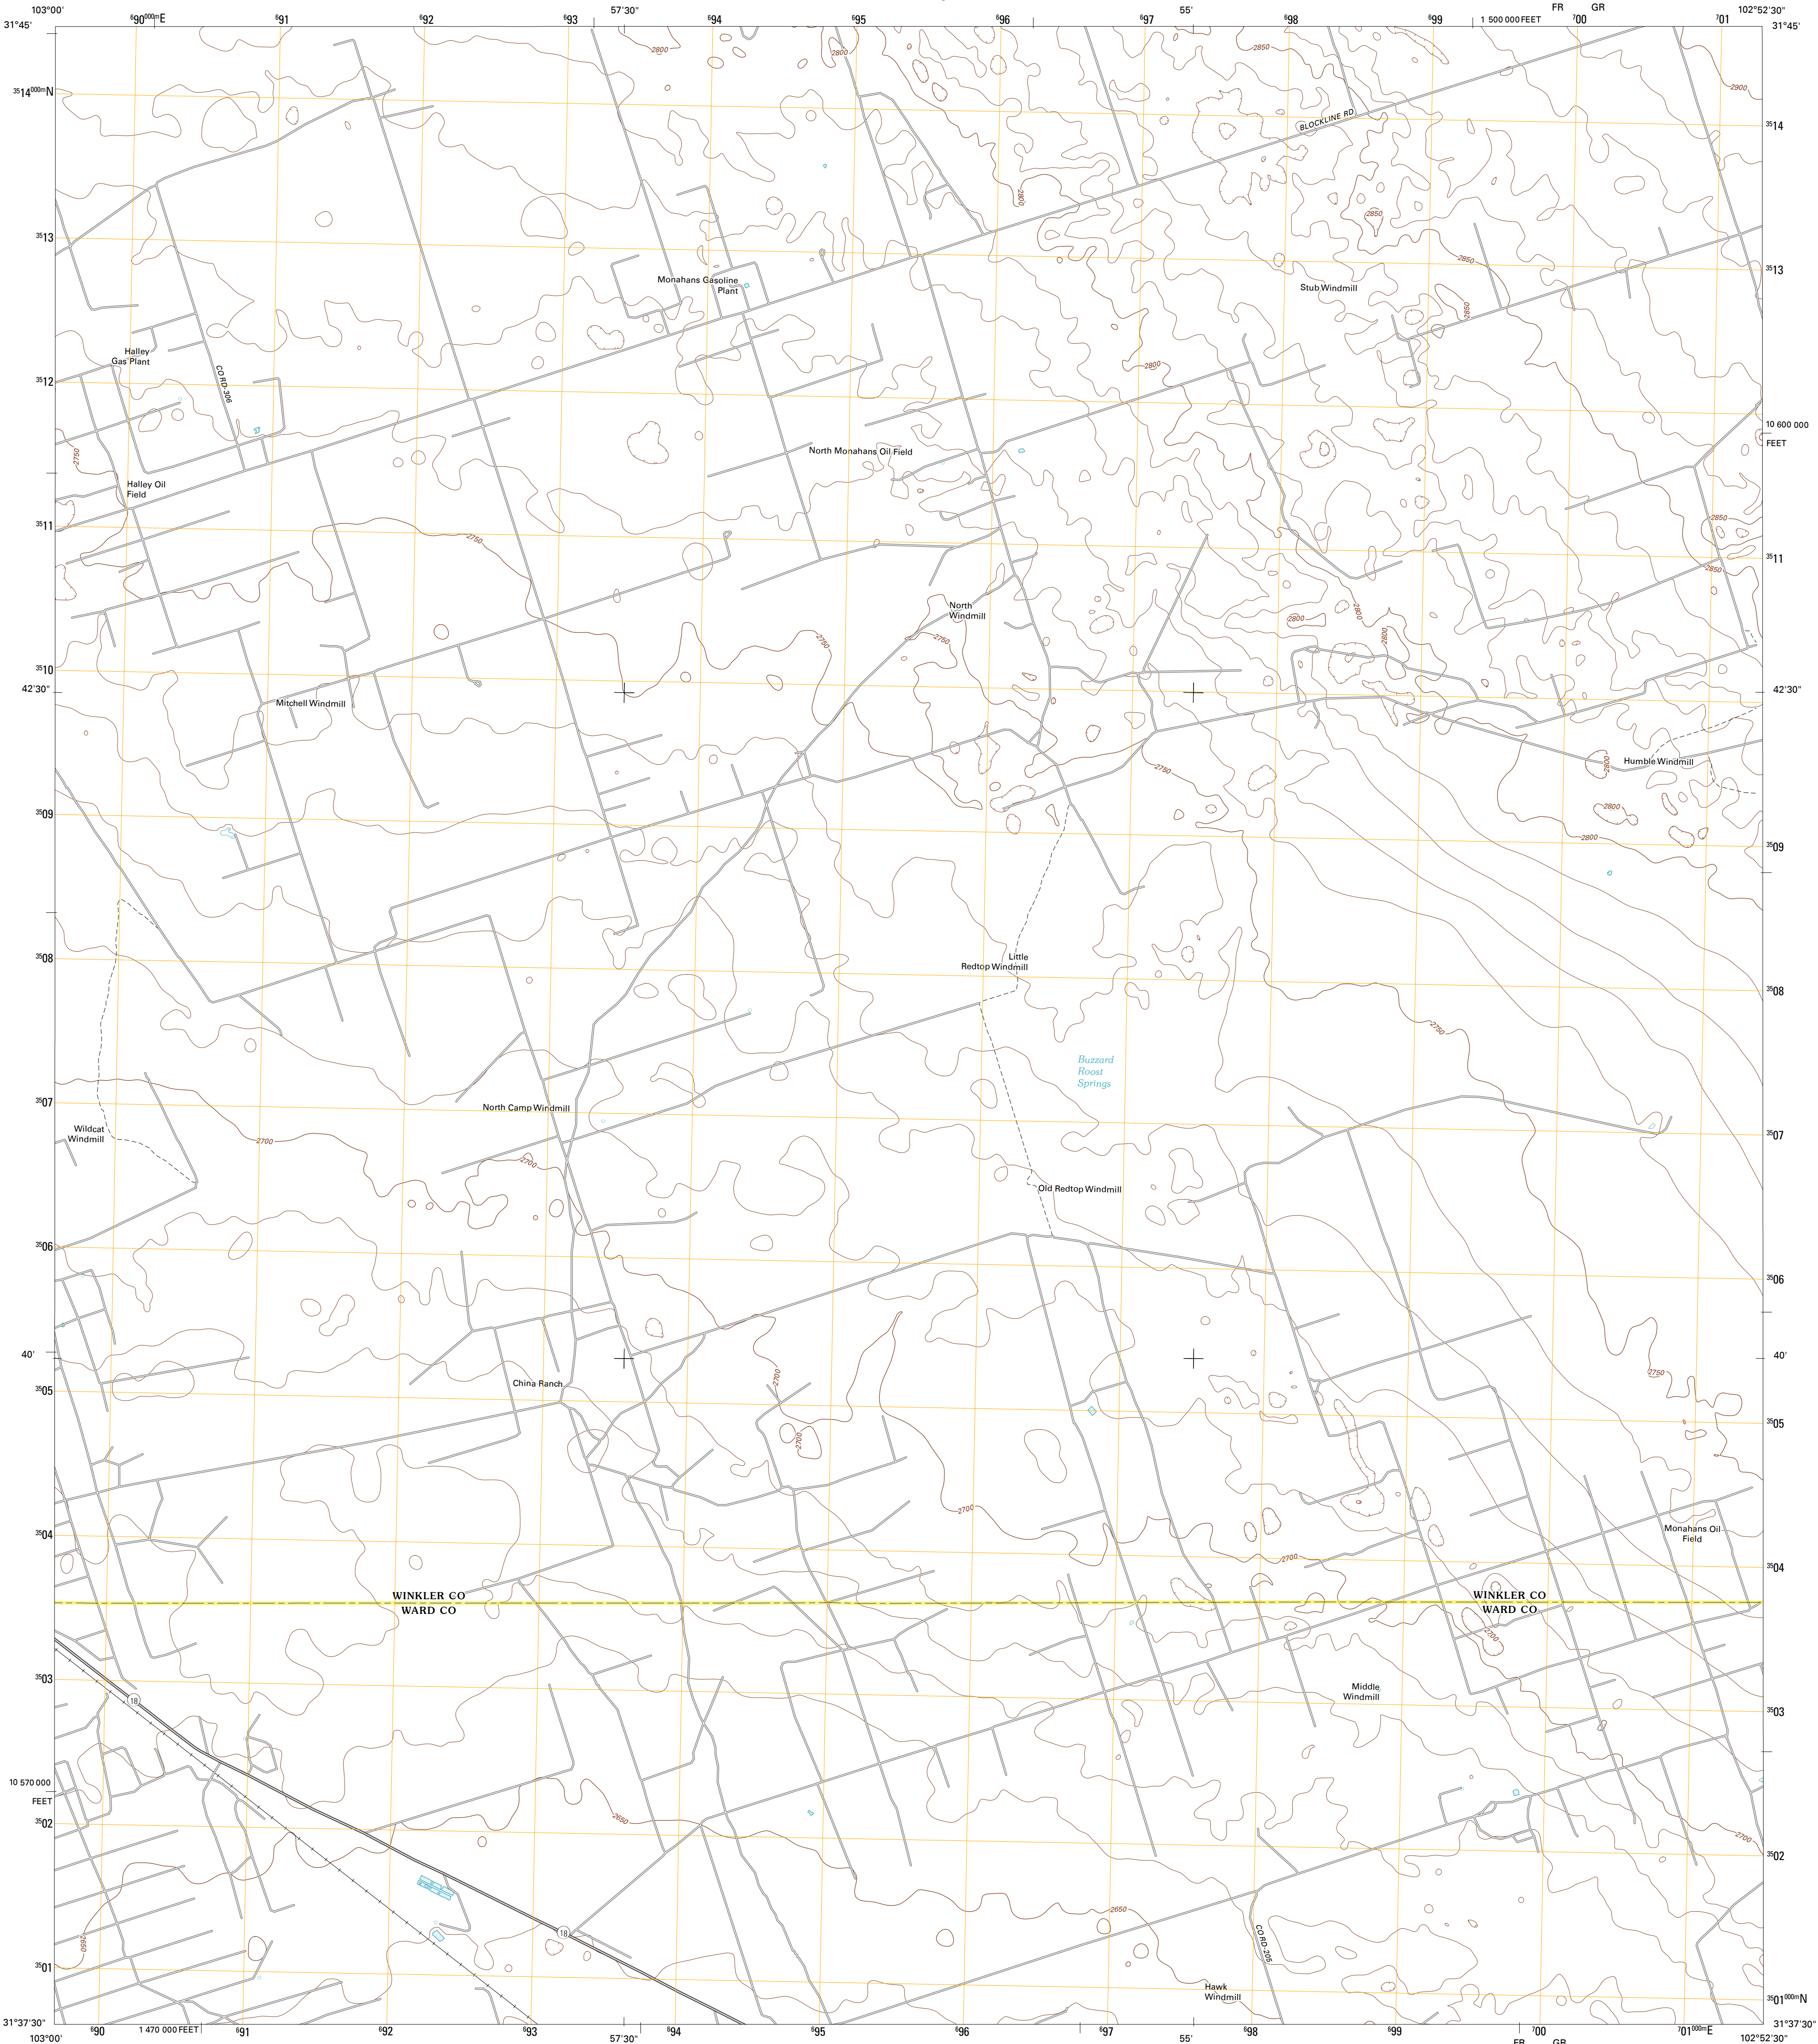 103°00'
⁶90⁰⁰⁰ᵐE
⁶91
⁶92
⁶93
57'30"
⁶94
⁶95
⁶96
⁶97
55'
⁶98
⁶99
1 500 000 FEET
FR
GR
⁷00
⁷01
102°52'30"
31°45'
31°45'
2800
2800
2850
2900
³⁵14⁰⁰⁰ᵐN
BLOCKLINE RD
³⁵14
2800
2850
³⁵13
2850
³⁵13
Monahans Gasoline
Plant
Stub Windmill
2850
Halley
Gas Plant
2800
³⁵12
CO RD-306
10 600 000
FEET
2750
North Monahans Oil Field
Halley Oil
Field
³⁵11
2750
2850
³⁵11
2850
North
Windmill
2800
2800
2800
2750
2750
³⁵10
42'30"
42'30"
Mitchell Windmill
Humble Windmill
2800
2750
2800
³⁵09
2800
³⁵09
Little
Redtop Windmill
³⁵08
³⁵08
2750
Buzzard
Roost
Springs
³⁵07
North Camp Windmill
Wildcat
Windmill
2700
³⁵07
2700
Old Redtop Windmill
³⁵06
³⁵06
40'
40'
2700
2750
China Ranch
³⁵05
³⁵05
2700
2700
Monahans Oil
Field
³⁵04
2700
³⁵04
WINKLER CO
WARD CO
WINKLER CO
WARD CO
2700
³⁵03
Middle
Windmill
18
³⁵03
10 570 000
FEET
2650
³⁵02
2700
³⁵02
2650
18
CO RD-205
2650
³⁵01
Hawk
Windmill
³⁵01⁰⁰⁰ᵐN
31°37'30"
31°37'30"
103°00'
⁶90
1 470 000 FEET
⁶91
⁶92
⁶93
57'30"
⁶94
⁶95
⁶96
⁶97
55'
⁶98
⁶99
⁷00
FR
GR
⁷01⁰⁰⁰ᵐE
102°52'30"